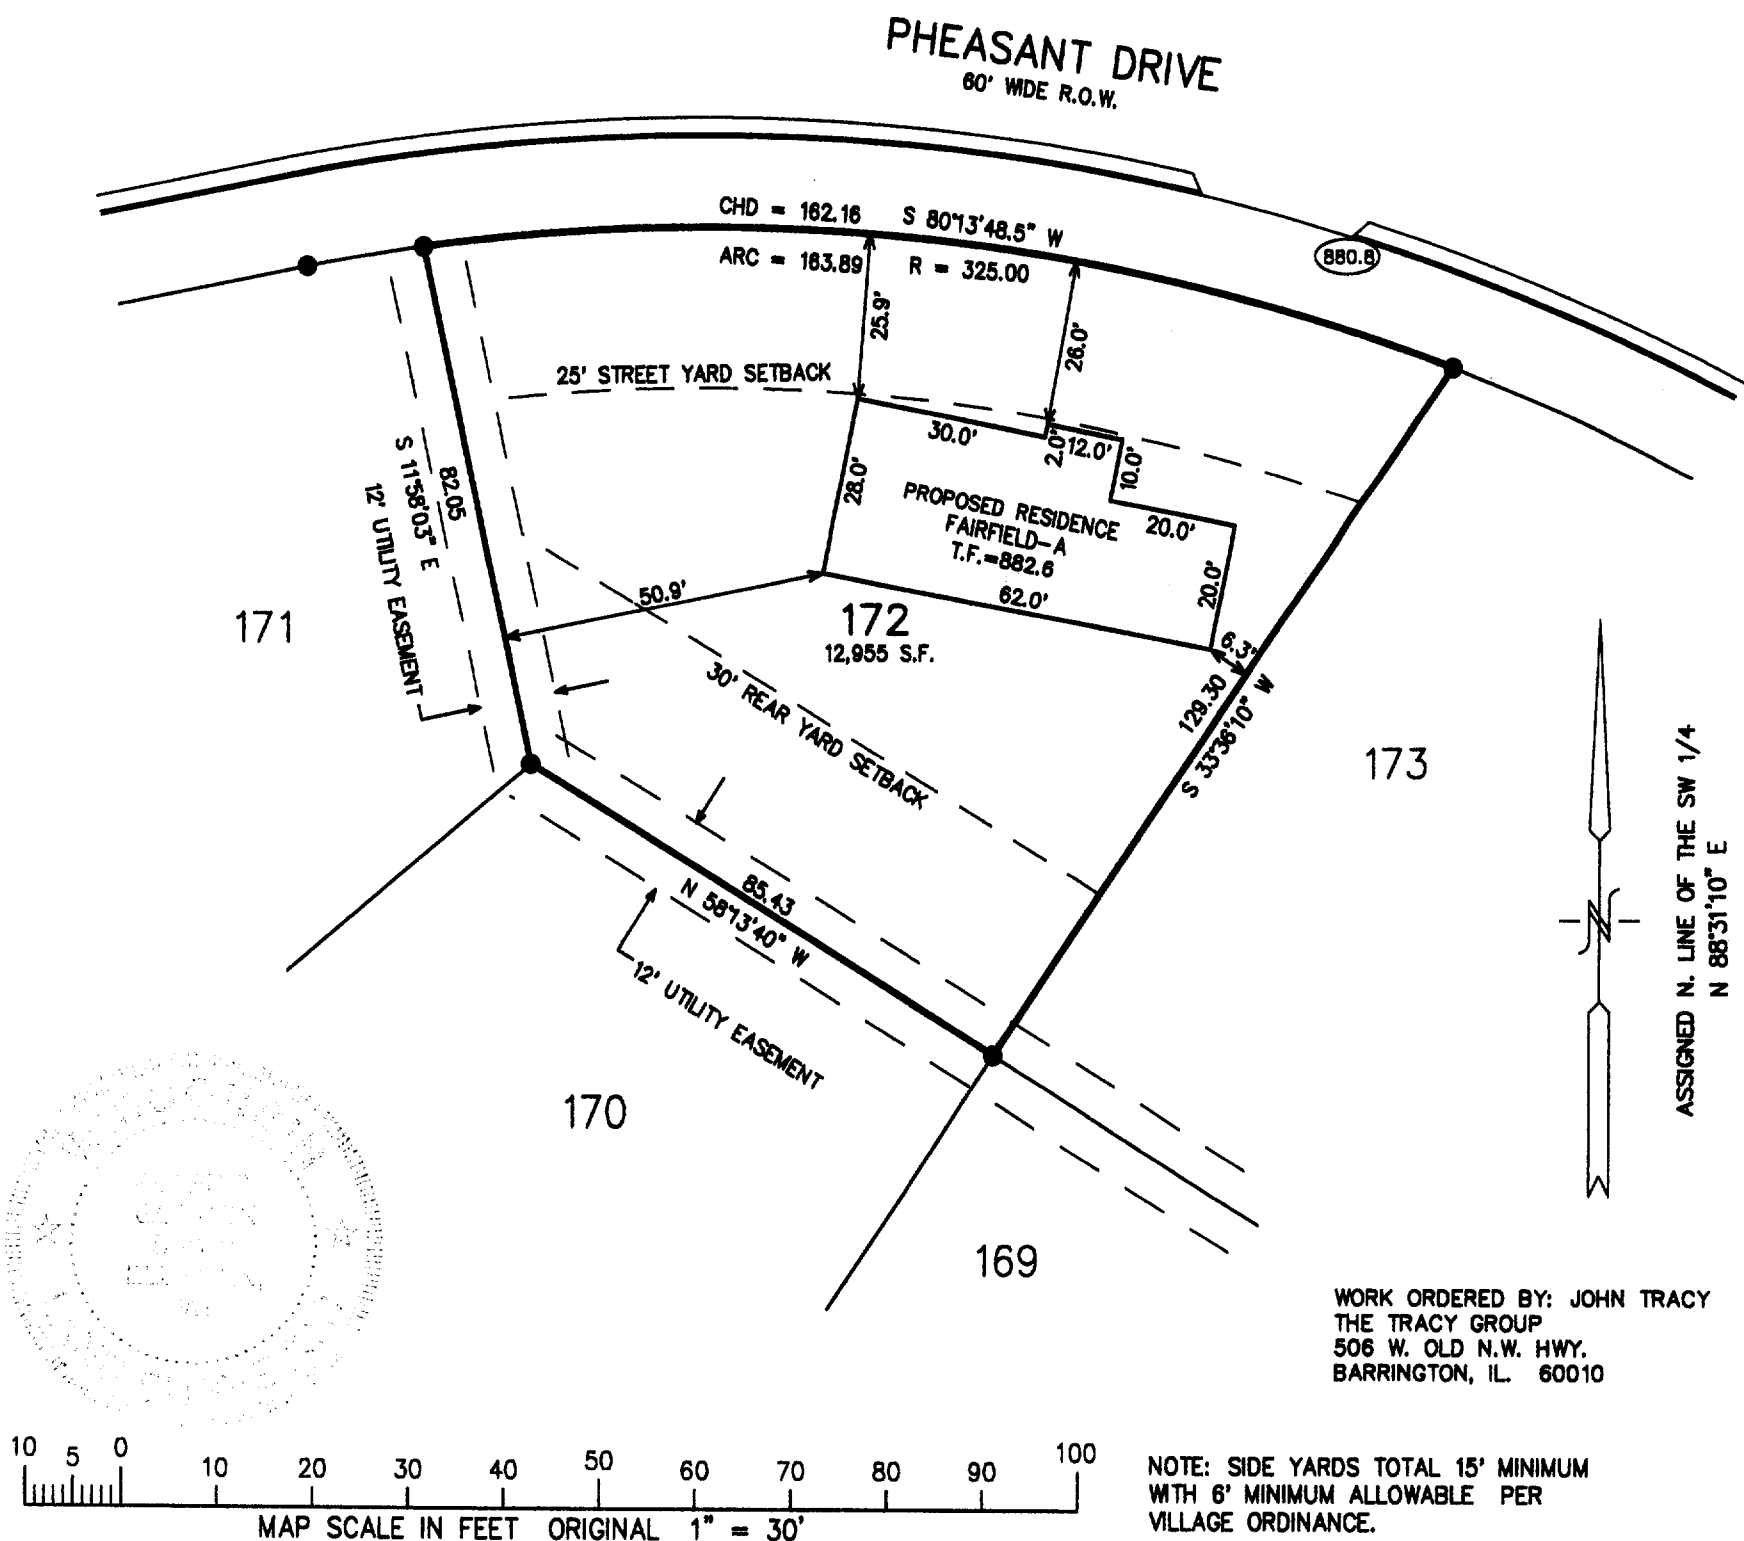 PHEASANT DRIVE
60' WIDE R.O.W.
CHD = 162.16 S 80°13'48.5" W
ARC = 163.89 R = 325.00
880.8
25.9'
26.0'
25' STREET YARD SETBACK
30.0'
2.0'
12.0'
10.0'
28.0'
20.0'
20.0'
62.0'
PROPOSED RESIDENCE
FAIRFIELD-A
T.F.=882.6
82.05
S 11°58'03" E
12' UTILITY EASEMENT
50.9'
6.3'
171
172
12,955 S.F.
30' REAR YARD SETBACK
129.30
S 33°36'10" W
173
85.43
N 58°13'40" W
12' UTILITY EASEMENT
170
169
N
ASSIGNED N. LINE OF THE SW 1/4
N 88°31'10" E
WORK ORDERED BY: JOHN TRACY
THE TRACY GROUP
506 W. OLD N.W. HWY.
BARRINGTON, IL. 60010
10 5 0 10 20 30 40 50 60 70 80 90 100
MAP SCALE IN FEET ORIGINAL 1" = 30'
NOTE: SIDE YARDS TOTAL 15' MINIMUM
WITH 6' MINIMUM ALLOWABLE PER
VILLAGE ORDINANCE.